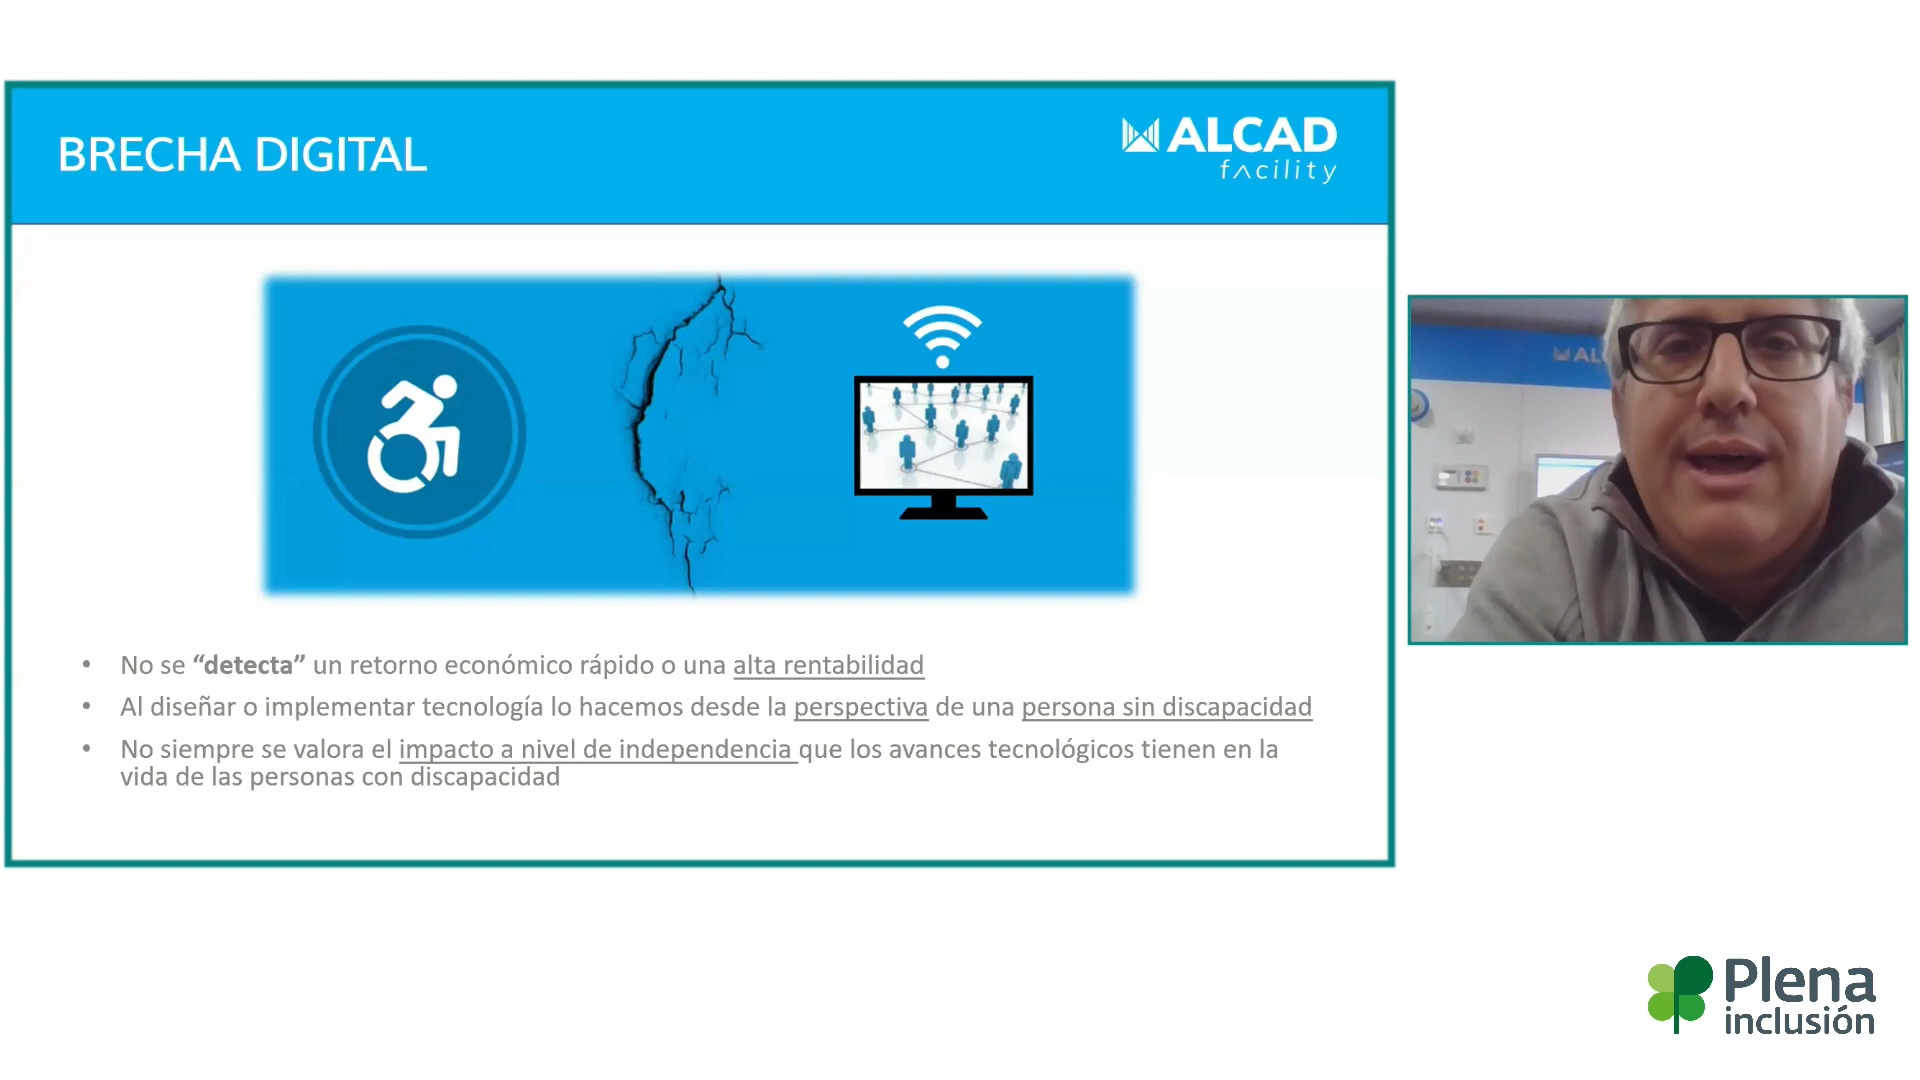 BRECHA DIGITAL
ALCAD
facility
• No se “detecta” un retorno económico rápido o una alta rentabilidad
• Al diseñar o implementar tecnología lo hacemos desde la perspectiva de una persona sin discapacidad
• No siempre se valora el impacto a nivel de independencia que los avances tecnológicos tienen en la
vida de las personas con discapacidad
AL
Plena
inclusión